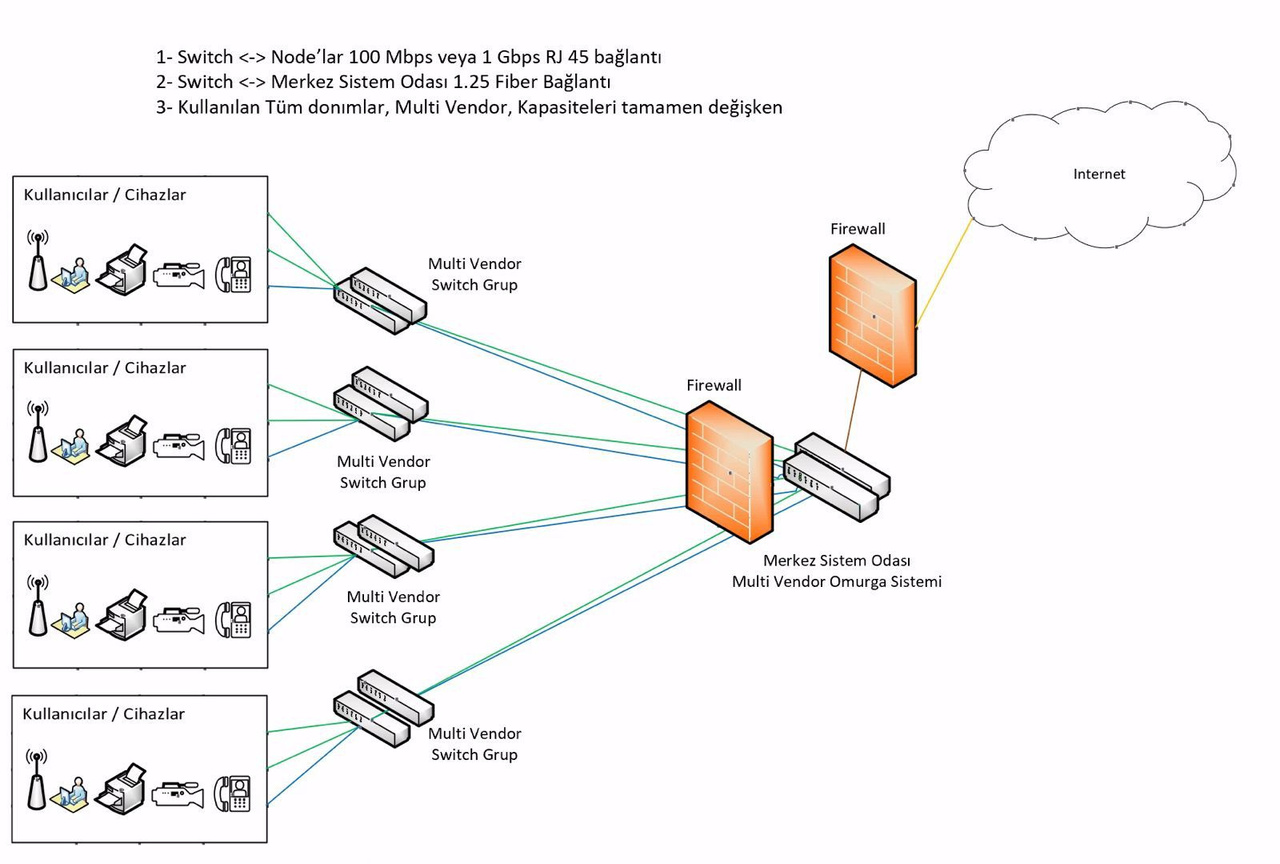 1- Switch <-> Node’lar 100 Mbps veya 1 Gbps RJ 45 bağlantı
2- Switch <-> Merkez Sistem Odası 1.25 Fiber Bağlantı
3- Kullanılan Tüm donımlar, Multi Vendor, Kapasiteleri tamamen değişken
Internet
Firewall
Kullanıcılar / Cihazlar
Multi Vendor
Switch Grup
Kullanıcılar / Cihazlar
Multi Vendor
Switch Grup
Firewall
Kullanıcılar / Cihazlar
Multi Vendor
Switch Grup
Merkez Sistem Odası
Multi Vendor Omurga Sistemi
Kullanıcılar / Cihazlar
Multi Vendor
Switch Grup